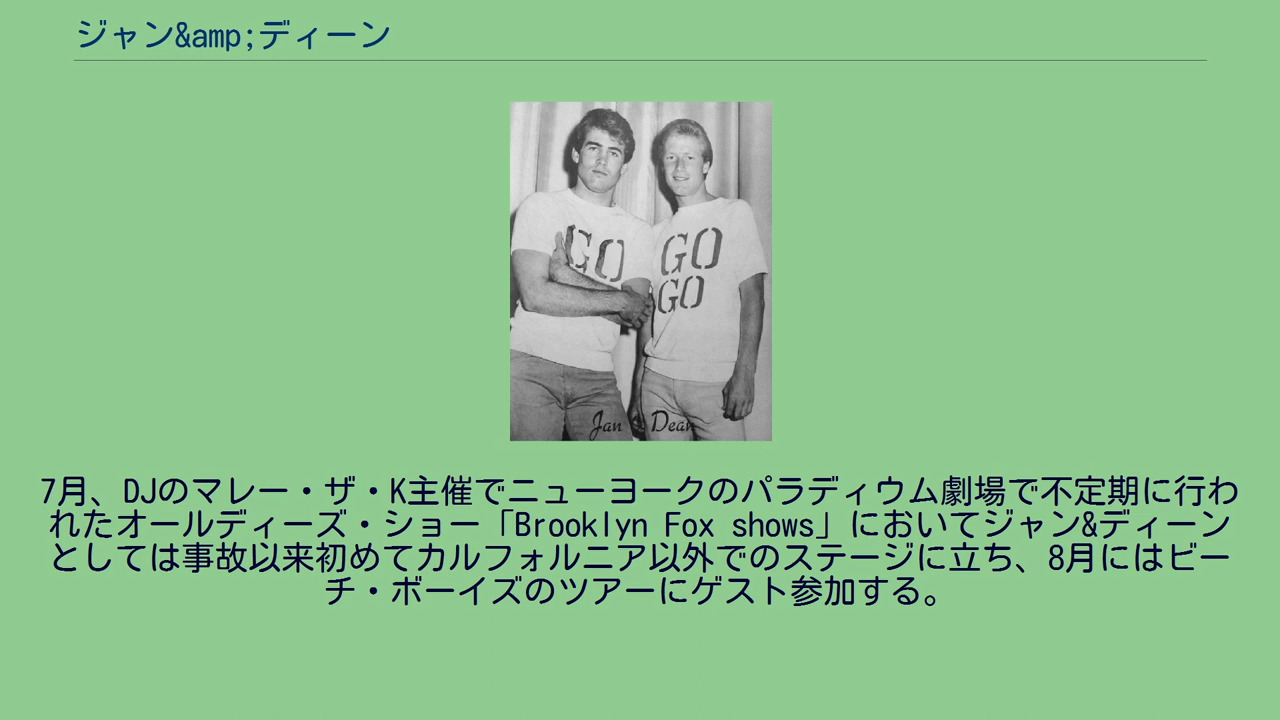 ジャン&amp;ディーン
GO
GO
GO
Jan & Dean
7月、DJのマレー・ザ・K主催でニューヨークのパラディウム劇場で不定期に行わ
れたオールディーズ・ショー「Brooklyn Fox shows」においてジャン&ディーン
としては事故以来初めてカルフォルニア以外でのステージに立ち、8月にはビー
チ・ボーイズのツアーにゲスト参加する。